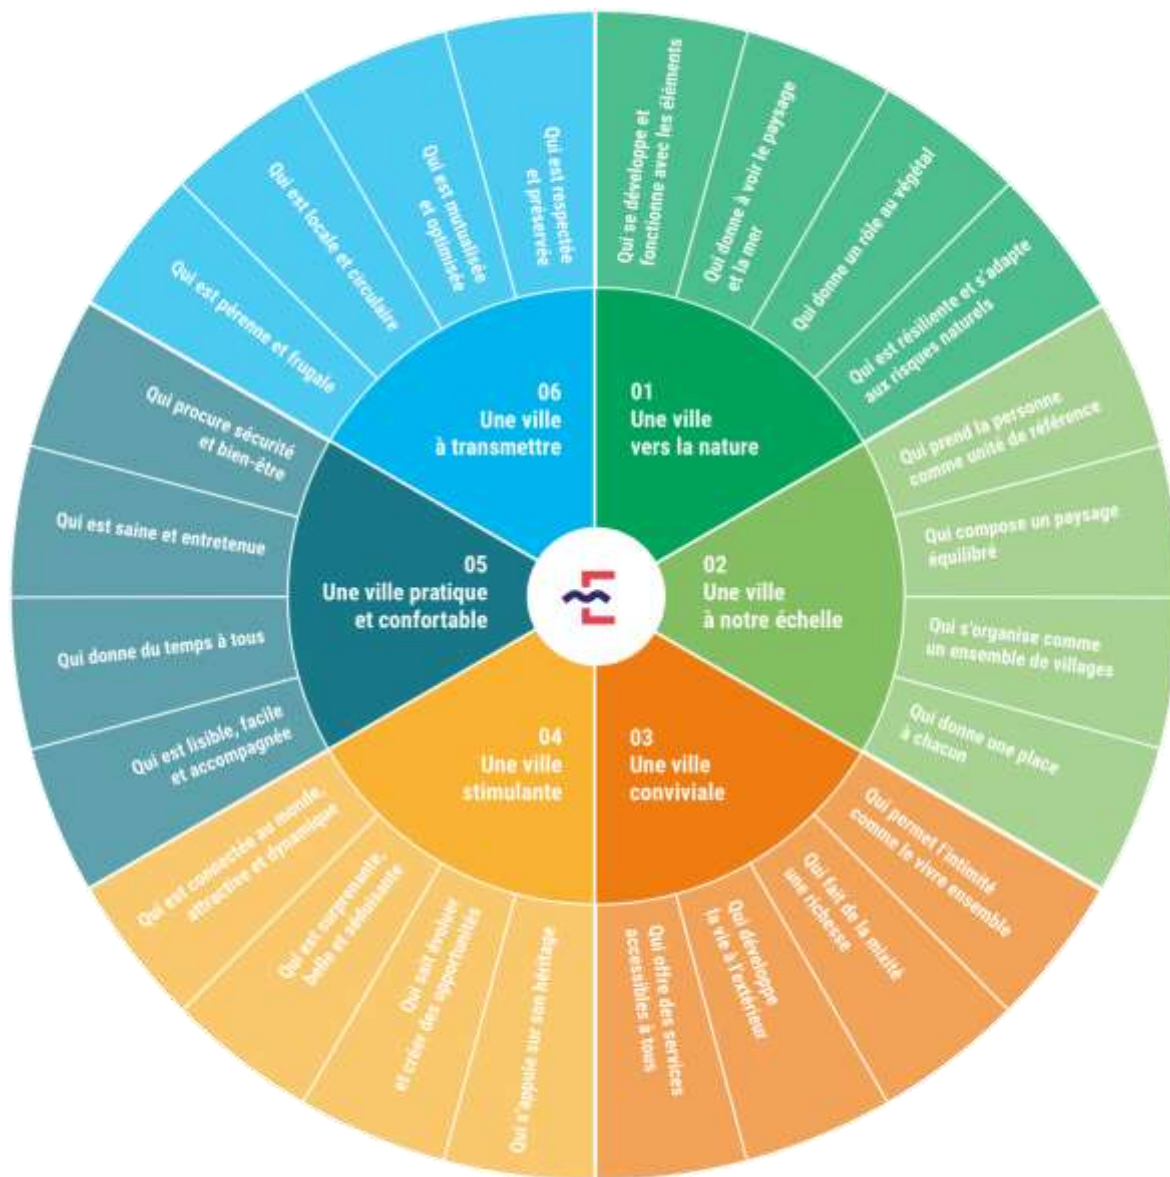 01
Une ville
vers la nature
Qui se développe et
fonctionne avec les éléments
Qui donne à voir le paysage
et la mer
Qui donne un rôle au végétal
Qui est résiliente et s'adapte
aux risques naturels
02
Une ville
à notre échelle
Qui prend la personne
comme unité de référence
Qui compose un paysage
équilibré
Qui s'organise comme
un ensemble de villages
Qui donne une place
à chacun
03
Une ville
conviviale
Qui permet l'intimité
comme le vivre ensemble
Qui fait de la mixité
une richesse
Qui développe
la vie à l'extérieur
Qui offre des services
accessibles à tous
04
Une ville
stimulante
Qui s'appuie sur son héritage
Qui sait évoluer
et créer des opportunités
Qui est surprenante,
belle et séduisante
Qui est connectée au monde,
attractive et dynamique
05
Une ville pratique
et confortable
Qui est lisible, facile
et accompagnée
Qui donne du temps à tous
Qui est saine et entretenue
Qui procure sécurité
et bien-être
06
Une ville
à transmettre
Qui est pérenne et frugale
Qui est locale et circulaire
Qui est mutualisée
et optimisée
Qui est respectée
et préservée